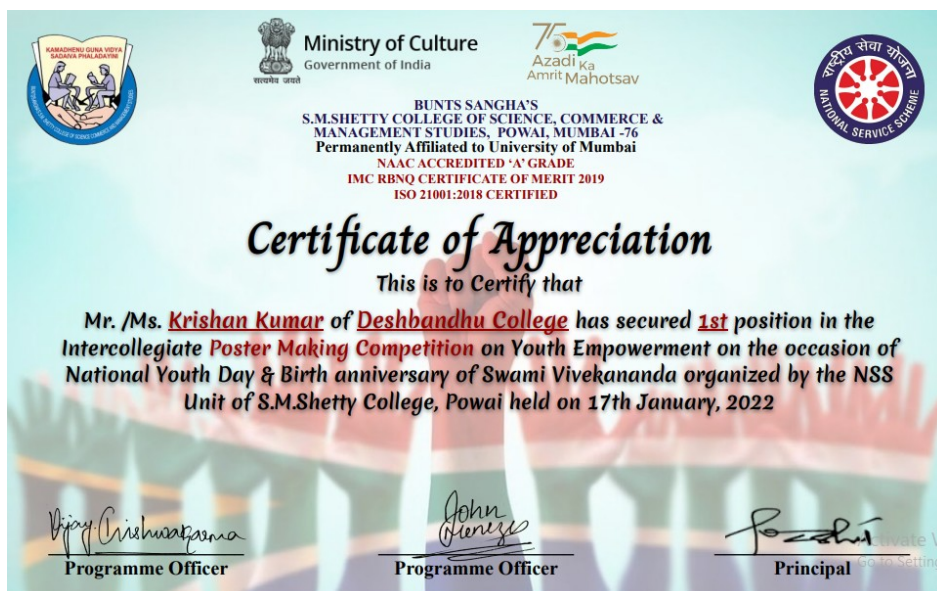 KAMADHENU GUNA VIDYA
SADAIVA PHALADAYINI
सत्यमेव जयते
Ministry of Culture
Government of India
75
Azadi Ka
Amrit Mahotsav
राष्ट्रीय सेवा योजना
NATIONAL SERVICE SCHEME
BUNTS SANGHA'S
S.M.SHETTY COLLEGE OF SCIENCE, COMMERCE &
MANAGEMENT STUDIES, POWAI, MUMBAI -76
Permanently Affiliated to University of Mumbai
NAAC ACCREDITED ‘A’ GRADE
IMC RBNQ CERTIFICATE OF MERIT 2019
ISO 21001:2018 CERTIFIED
Certificate of Appreciation
This is to Certify that
Mr. /Ms. Krishan Kumar of Deshbandhu College has secured 1st position in the
Intercollegiate Poster Making Competition on Youth Empowerment on the occasion of
National Youth Day & Birth anniversary of Swami Vivekananda organized by the NSS
Unit of S.M.Shetty College, Powai held on 17th January, 2022
Vijay
John
Programme Officer
Programme Officer
Principal